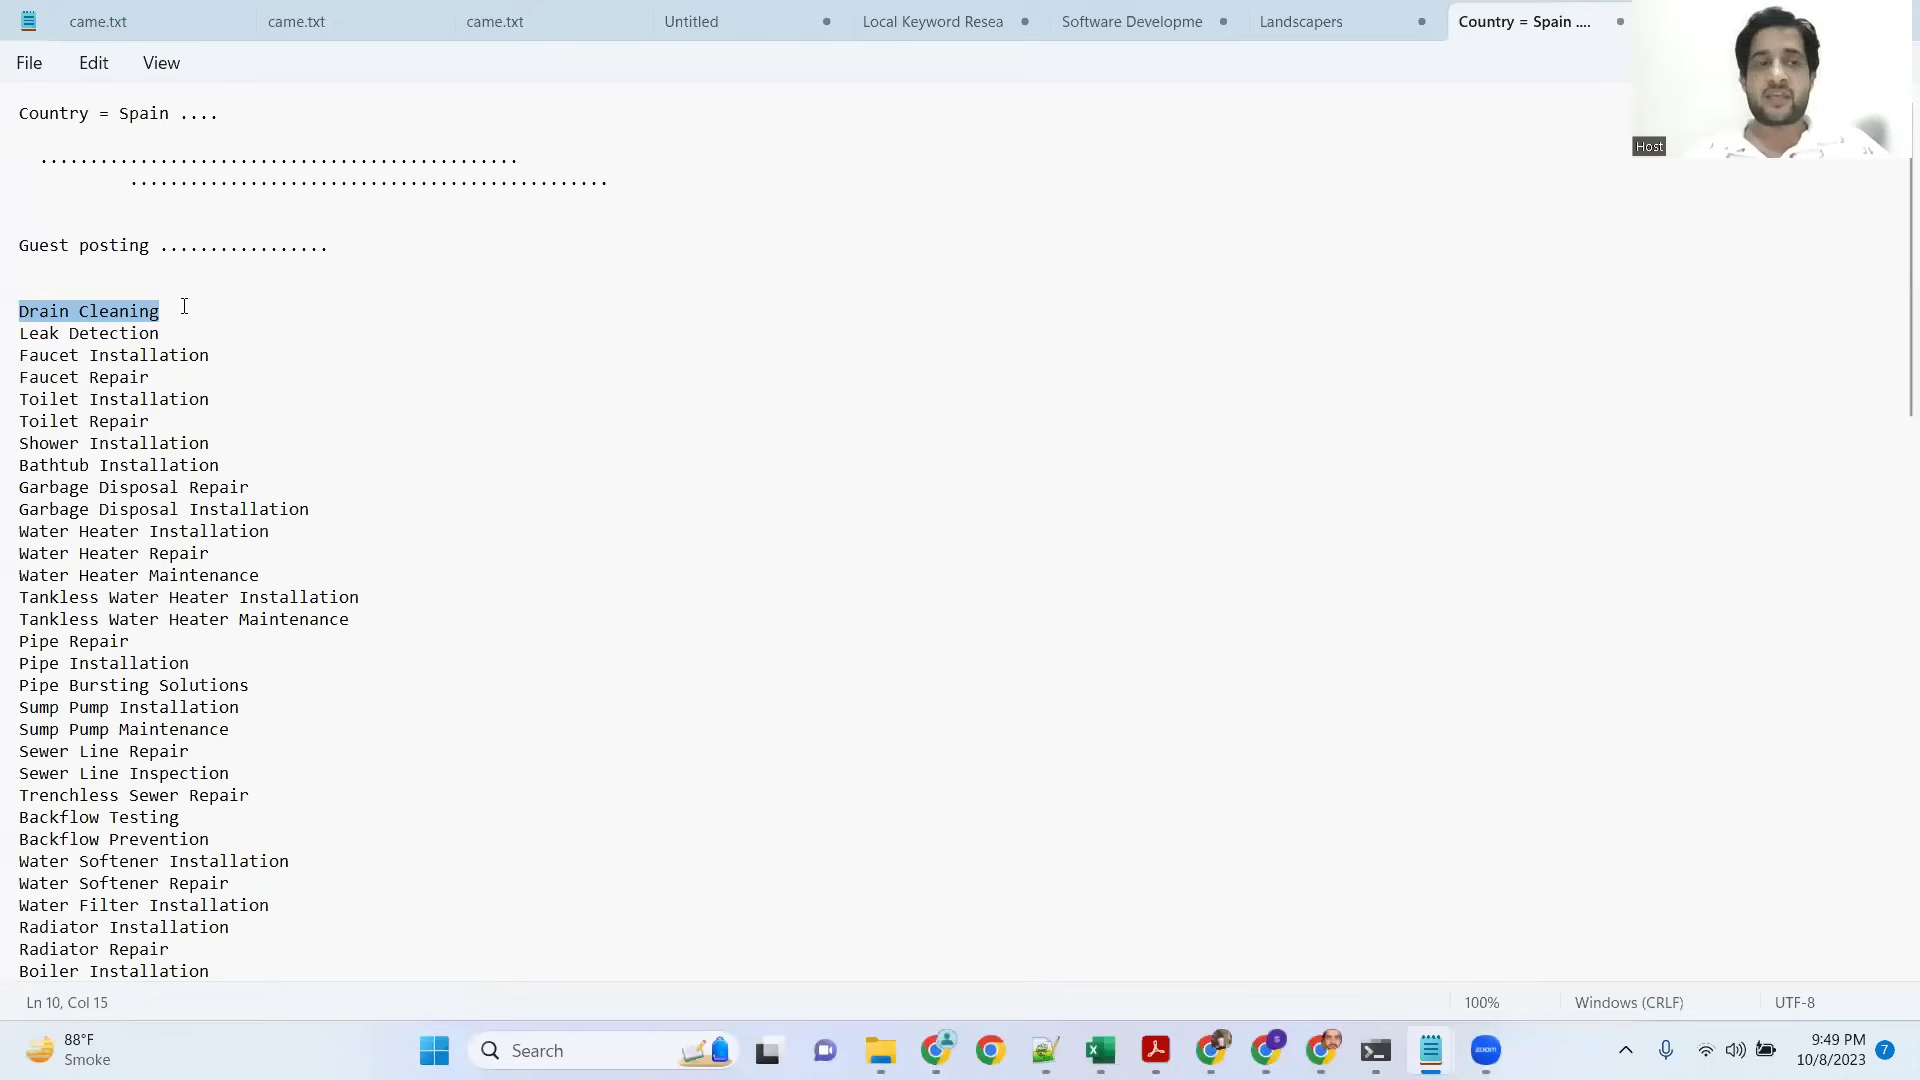 came.txt
came.txt
came.txt
Untitled
Local Keyword Resea
Software Developme
Landscapers
Country = Spain ....
File
Edit
View
Host
Country = Spain ....
................................................
................................................
Guest posting .................
Drain Cleaning
Leak Detection
Faucet Installation
Faucet Repair
Toilet Installation
Toilet Repair
Shower Installation
Bathtub Installation
Garbage Disposal Repair
Garbage Disposal Installation
Water Heater Installation
Water Heater Repair
Water Heater Maintenance
Tankless Water Heater Installation
Tankless Water Heater Maintenance
Pipe Repair
Pipe Installation
Pipe Bursting Solutions
Sump Pump Installation
Sump Pump Maintenance
Sewer Line Repair
Sewer Line Inspection
Trenchless Sewer Repair
Backflow Testing
Backflow Prevention
Water Softener Installation
Water Softener Repair
Water Filter Installation
Radiator Installation
Radiator Repair
Boiler Installation
Ln 10, Col 15
100%
Windows (CRLF)
UTF-8
88°F
Smoke
Search
zoom
9:49 PM
10/8/2023
7